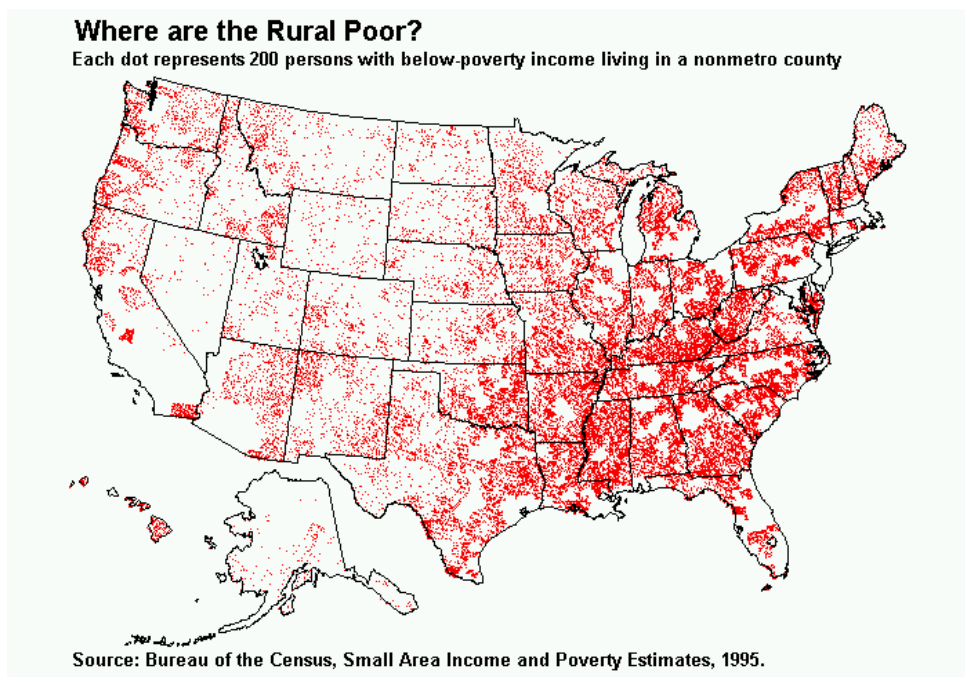 Where are the Rural Poor?
Each dot represents 200 persons with below-poverty income living in a nonmetro county
Source: Bureau of the Census, Small Area Income and Poverty Estimates, 1995.